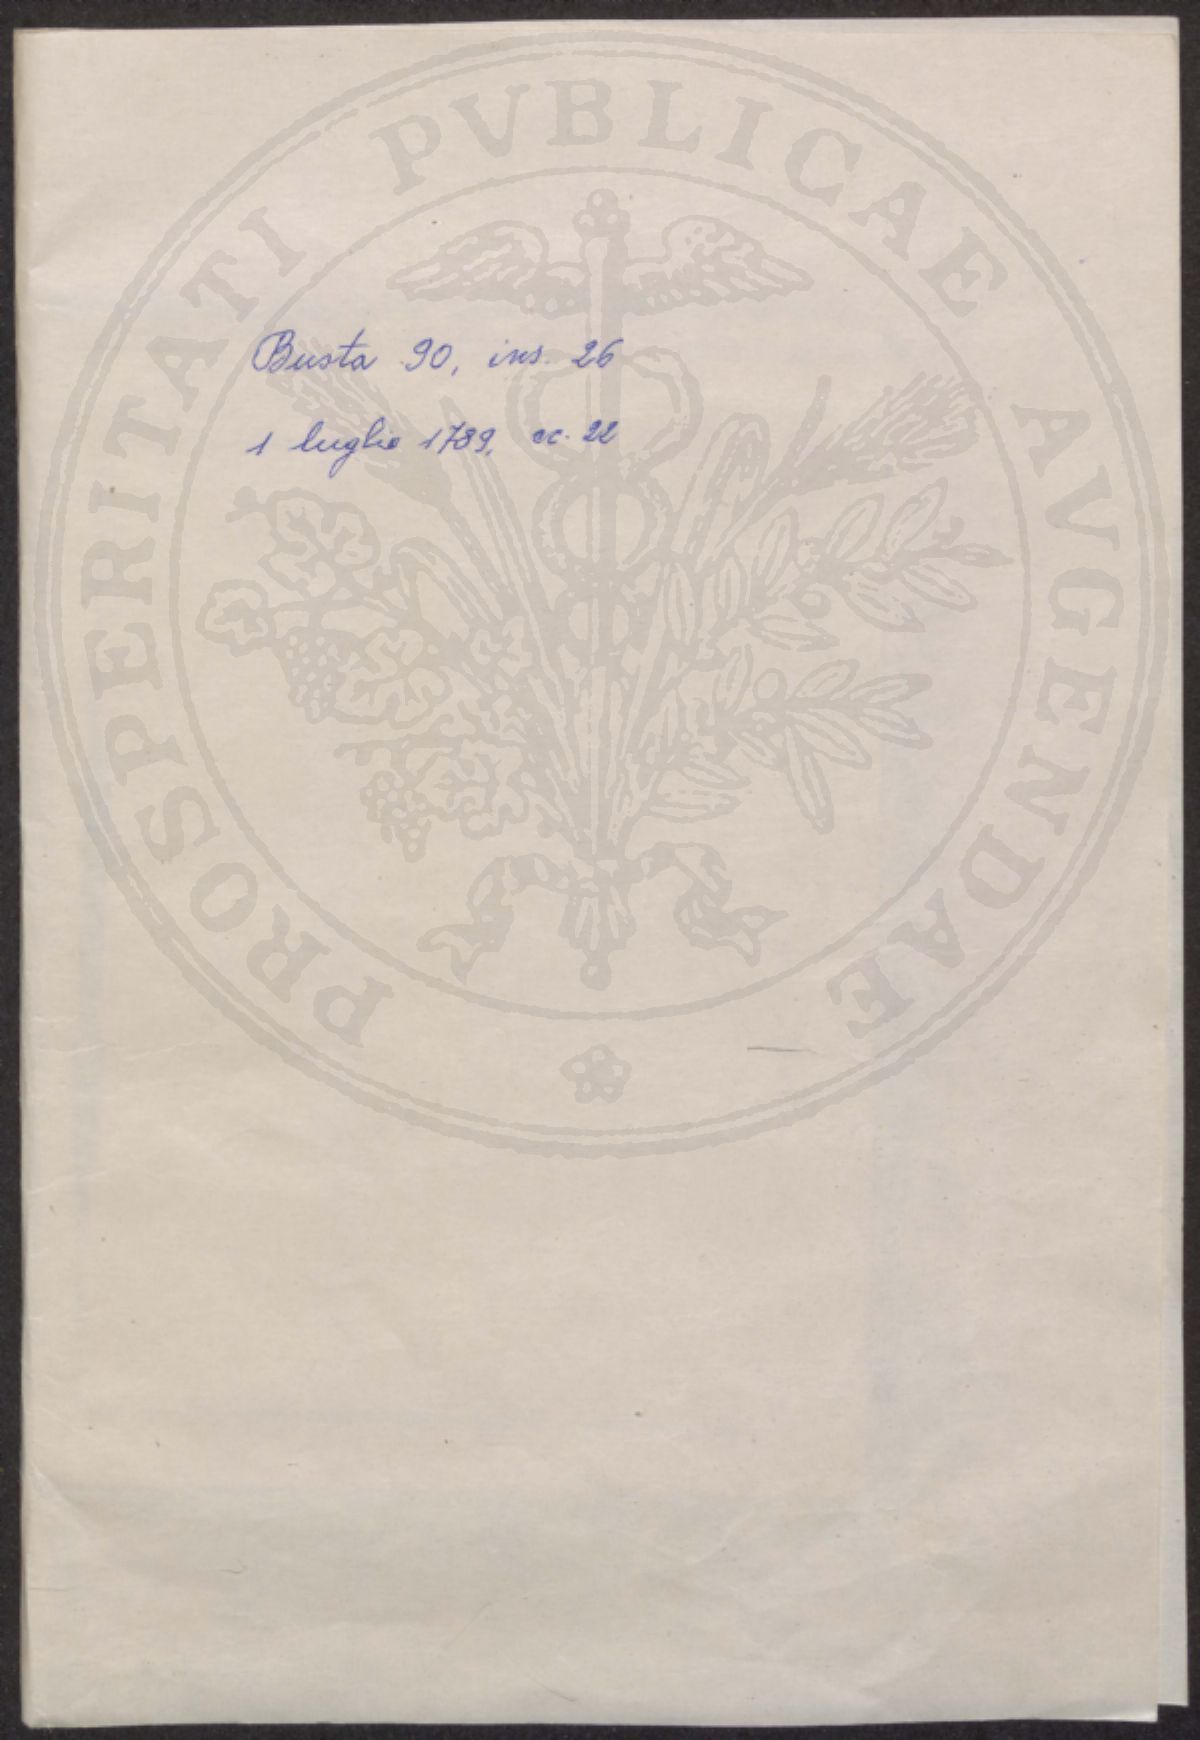 PROSPERITATI PVBLICAE AVGENDAE
Busta 90, ins. 26
1 luglio 1789, cc. 22